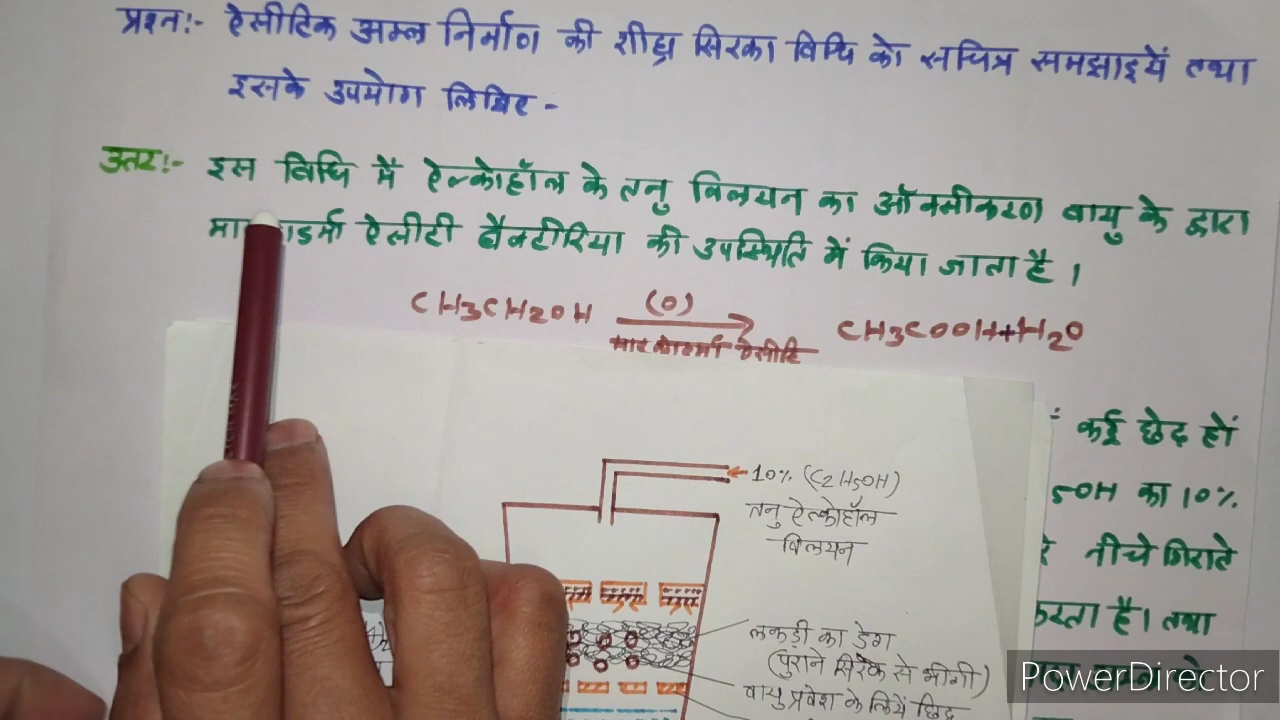 प्रश्न:- ऐसीटिक अम्ल निर्माण की शीघ्र सिरका विधि को सचित्र समझाइयें तथा
इसके उपयोग लिखिए -
उत्तर:- इस विधि में ऐल्कोहॉल के तनु विलयन का ऑक्सीकरण वायु के द्वारा
ऐसीटी बैक्टीरिया की उपस्थिति में किया जाता है।
CH3CH2OH (O) CH3COOH+H2O
कई छेद हों
10% (C2H5OH)
5OH का 10%
तनु ऐल्कोहॉल
विलयन
नीचे गिराते
करता है। तथा
लकड़ी का ढेर
(पुराने सिरके से भीगी)
वायु प्रवेश के लिये छिद्र
PowerDirector